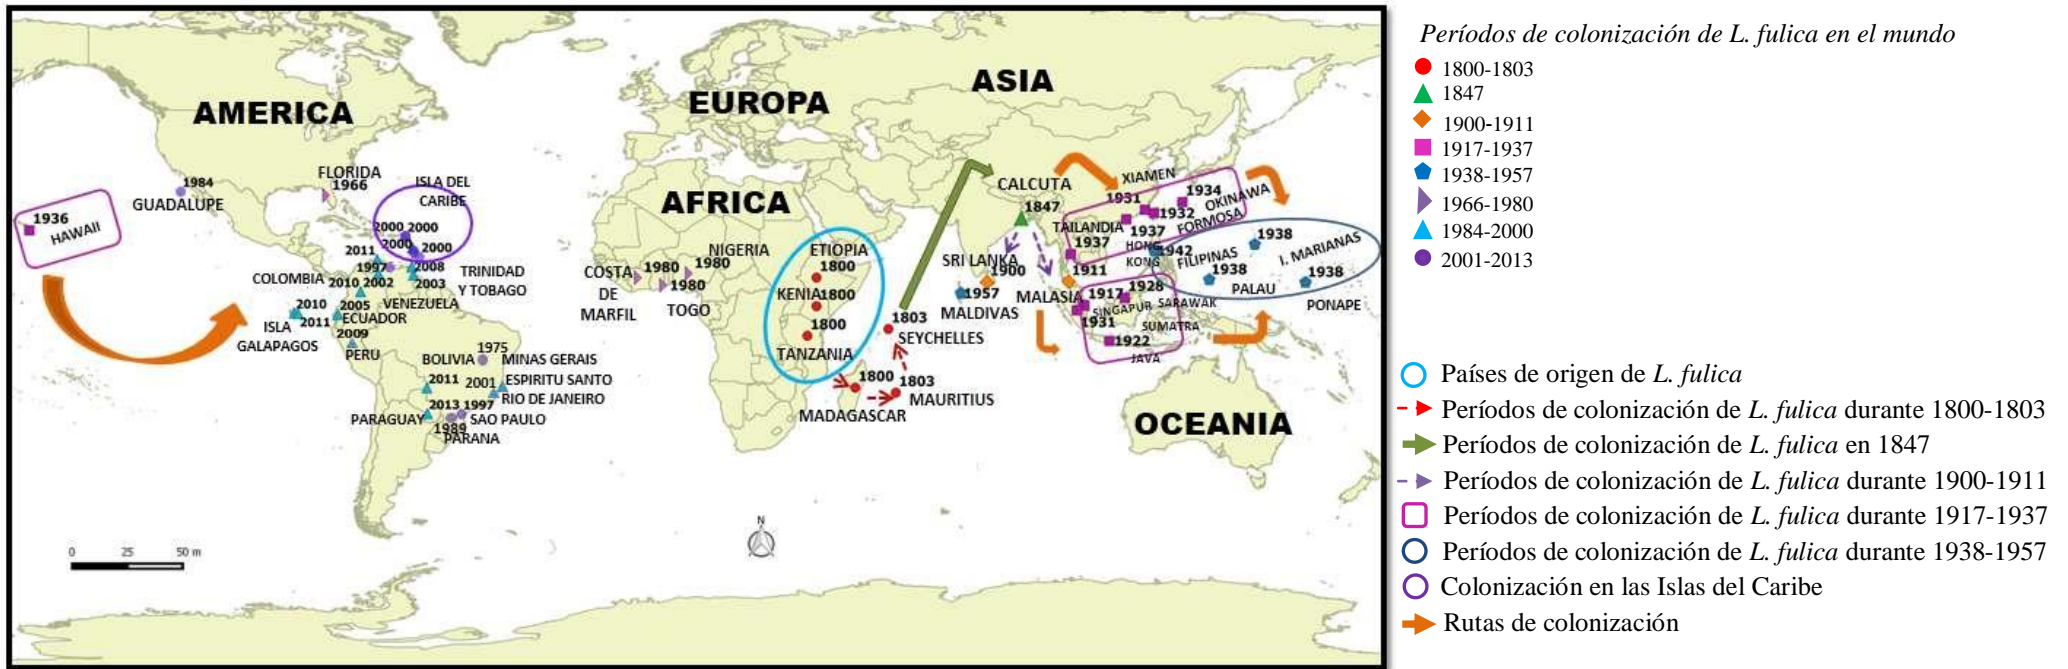 AMERICA
EUROPA
ASIA
AFRICA
OCEANIA
1936
HAWAII
1984
GUADALUPE
FLORIDA
1966
ISLA DEL
CARIBE
2000
2000
2000
2000
2011
1997
2002
2008
2003
COLOMBIA
2010
VENEZUELA
TRINIDAD
Y TOBAGO
2005
ECUADOR
2010
2011
ISLA
GALAPAGOS
2009
PERU
1975
BOLIVIA
MINAS GERAIS
2011
2001
ESPIRITU SANTO
RIO DE JANEIRO
2013
1997
PARAGUAY
SAO PAULO
1989
PARANA
COSTA
DE
MARFIL
1980
1980
1980
NIGERIA
TOGO
ETIOPIA
1800
KENIA
1800
1800
TANZANIA
1800
MADAGASCAR
1803
MAURITIUS
1803
SEYCHELLES
CALCUTA
1847
SRI LANKA
1900
1957
MALDIVAS
1911
MALASIA
XIAMEN
1931
1934
OKINAWA
1932
FORMOSA
TAILANDIA
1937
1937
HONG
KONG
1942
FILIPINAS
1938
I. MARIANAS
1938
PALAU
1938
PONAPE
1917
1928
SARAWAK
SINGAPUR
1931
SUMATRA
1922
JAVA
N
0 25 50 m
Períodos de colonización de L. fulica en el mundo
1800-1803
1847
1900-1911
1917-1937
1938-1957
1966-1980
1984-2000
2001-2013
Países de origen de L. fulica
Períodos de colonización de L. fulica durante 1800-1803
Períodos de colonización de L. fulica en 1847
Períodos de colonización de L. fulica durante 1900-1911
Períodos de colonización de L. fulica durante 1917-1937
Períodos de colonización de L. fulica durante 1938-1957
Colonización en las Islas del Caribe
Rutas de colonización